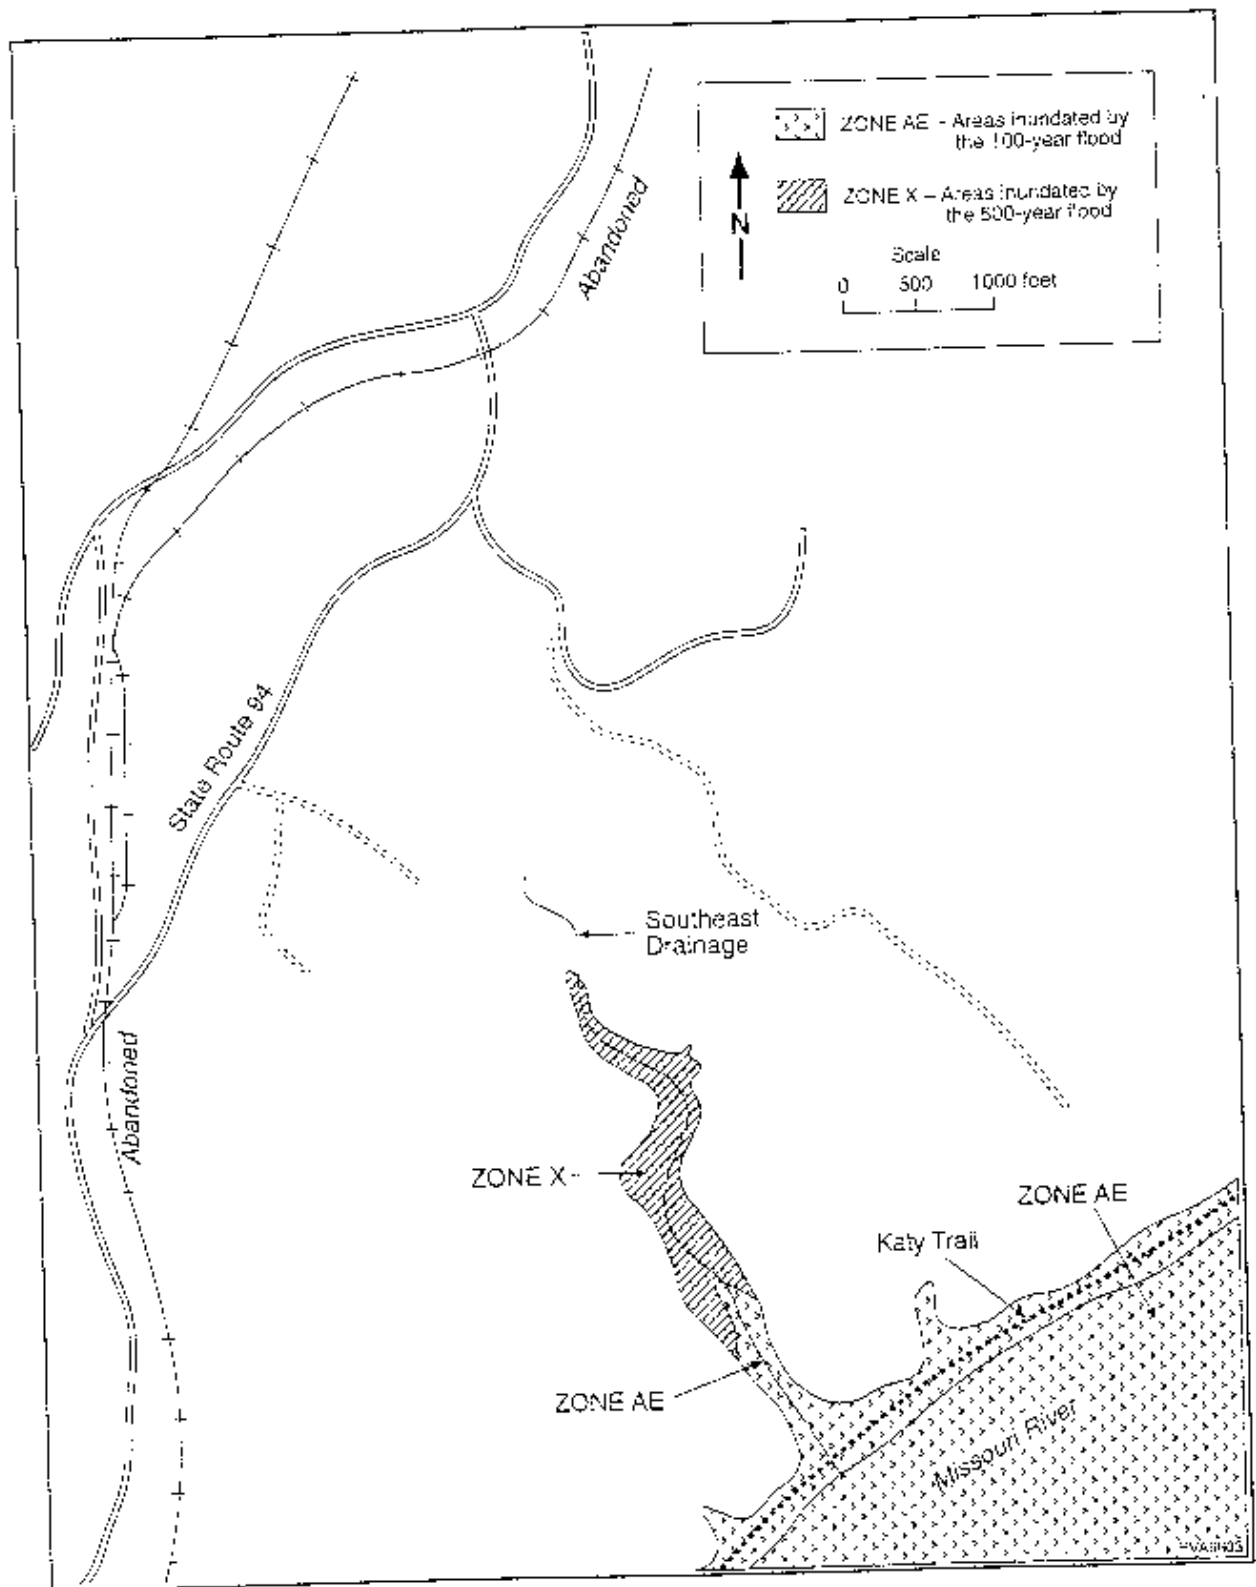 ZONE AE - Areas inundated by
the 100-year flood
N
ZONE X - Areas inundated by
the 500-year flood
Scale
0 500 1000 feet
Abandoned
State Route 94
Southeast
Drainage
Abandoned
ZONE X
ZONE AE
Katy Trail
ZONE AE
Missouri River